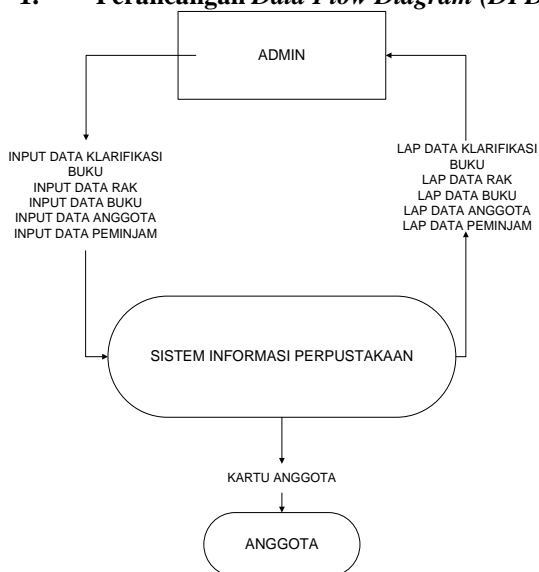 1. Perancangan Data Flow Diagram (DFD
ADMIN
INPUT DATA KLARIFIKASI
BUKU
INPUT DATA RAK
INPUT DATA BUKU
INPUT DATA ANGGOTA
INPUT DATA PEMINJAM
LAP DATA KLARIFIKASI
BUKU
LAP DATA RAK
LAP DATA BUKU
LAP DATA ANGGOTA
LAP DATA PEMINJAM
SISTEM INFORMASI PERPUSTAKAAN
KARTU ANGGOTA
ANGGOTA